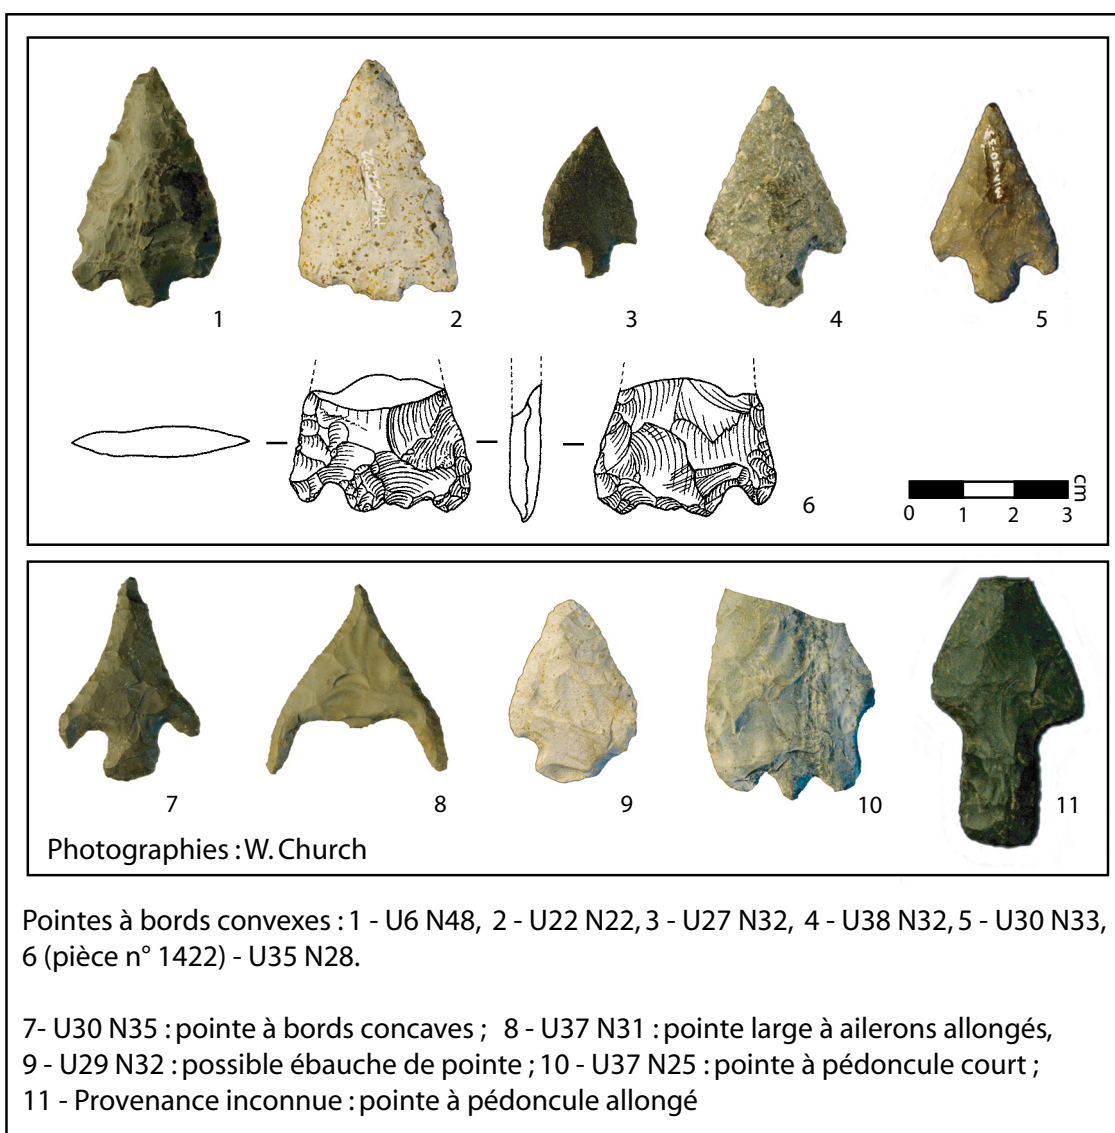 1
2
3
4
5
6
cm
0 1 2 3
7
8
9
10
11
Photographies : W. Church
Pointes à bords convexes : 1 - U6 N48, 2 - U22 N22, 3 - U27 N32, 4 - U38 N32, 5 - U30 N33,
6 (pièce n° 1422) - U35 N28.
7- U30 N35 : pointe à bords concaves ; 8 - U37 N31 : pointe large à ailerons allongés,
9 - U29 N32 : possible ébauche de pointe ; 10 - U37 N25 : pointe à pédoncule court ;
11 - Provenance inconnue : pointe à pédoncule allongé